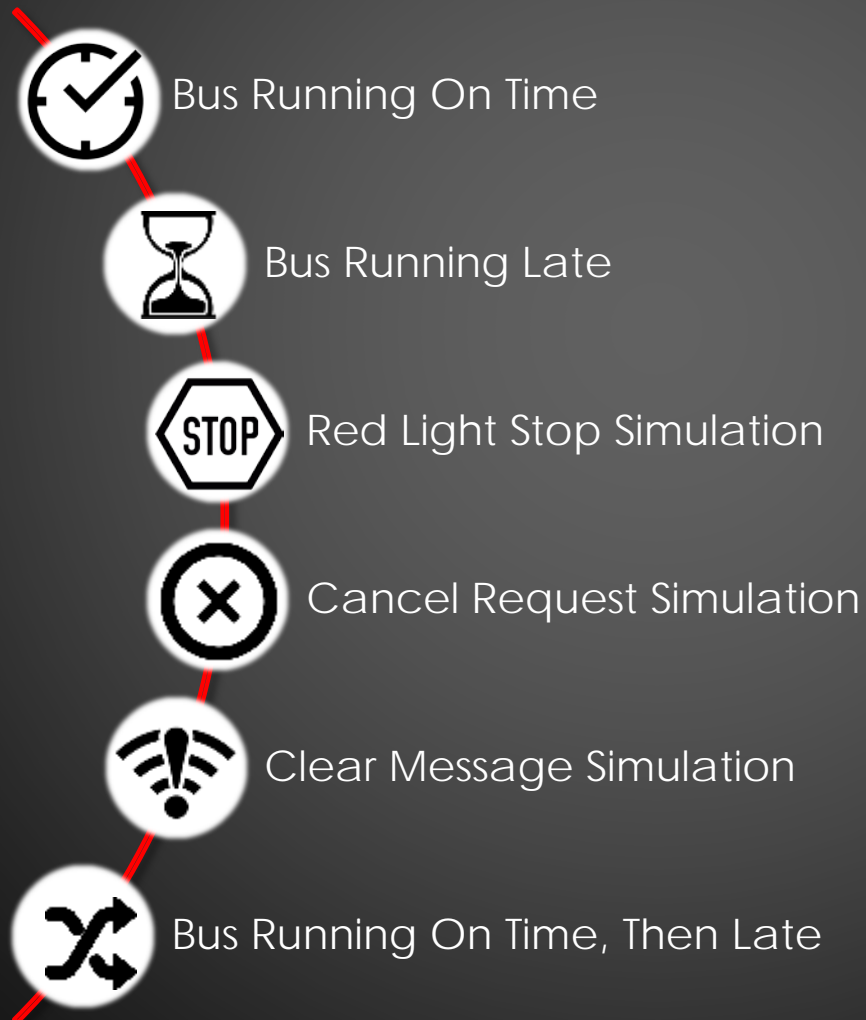 Bus Running On Time
Bus Running Late
STOP
Red Light Stop Simulation
Cancel Request Simulation
Clear Message Simulation
Bus Running On Time, Then Late